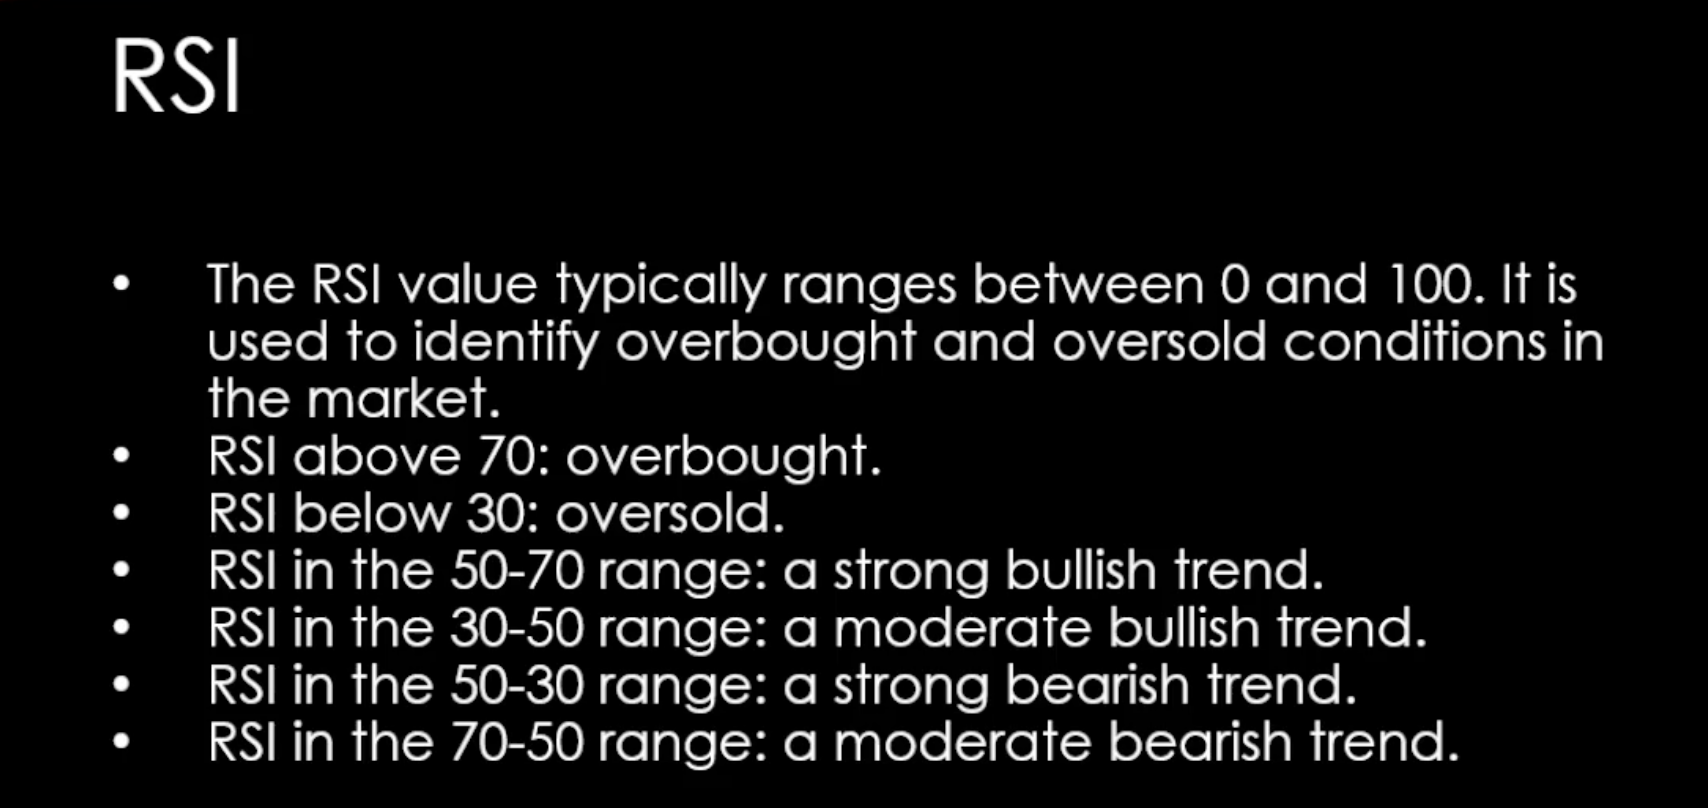 RSI
• The RSI value typically ranges between 0 and 100. It is
used to identify overbought and oversold conditions in
the market.
• RSI above 70: overbought.
• RSI below 30: oversold.
• RSI in the 50-70 range: a strong bullish trend.
• RSI in the 30-50 range: a moderate bullish trend.
• RSI in the 50-30 range: a strong bearish trend.
• RSI in the 70-50 range: a moderate bearish trend.